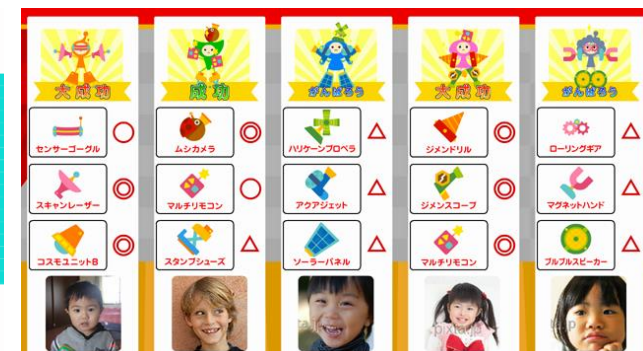 大成功
センサーゴーグル ○
スキャンレーザー ◎
コスモユニットB ◎
成功
ムシカメラ ◎
マルチリモコン ○
スタンプシューズ △
がんばろう
ハリケーンプロペラ △
アクアジェット △
ソーラーパネル △
大成功
ジメンドリル ◎
ジメンスコープ ◎
マルチリモコン ◎
がんばろう
ローリングギア △
マグネットハンド △
ブルブルスピーカー △